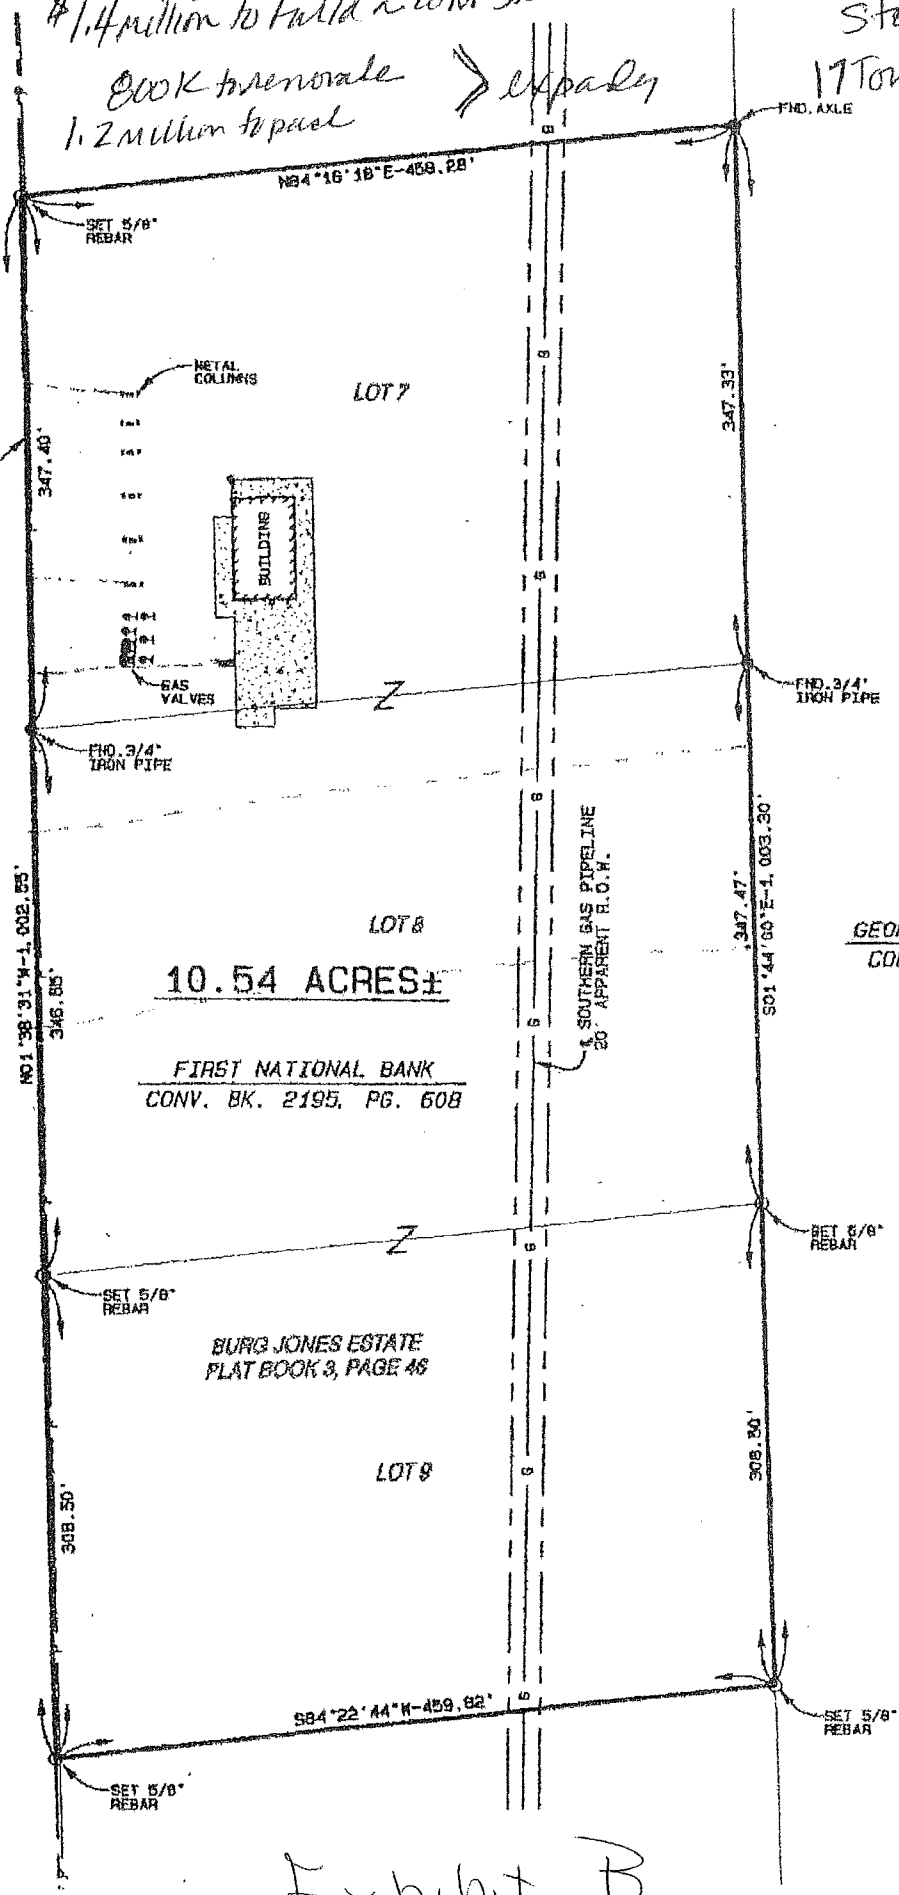 $1.4 million to build
800K to renovate
1.2 million to
17
FND. AXLE
N84°16'18"E-459.28'
SET 5/8"
REBAR
METAL
COLUMNS
LOT 7
347.33'
347.40'
BUILDING
GAS
VALVES
Z
FND. 3/4"
IRON PIPE
FND. 3/4"
IRON PIPE
N01°38'31"W-1,002.55'
346.65'
LOT 8
10.54 ACRES±
FIRST NATIONAL BANK
CONV. BK. 2195, PG. 608
SOUTHERN GAS PIPELINE
20' APPARENT R.O.W.
347.47'
S01°44'00"E-1,003.30'
Z
SET 5/8"
REBAR
SET 5/8"
REBAR
BURG JONES ESTATE
PLAT BOOK 3, PAGE 46
LOT 9
308.50'
308.50'
S84°22'44"W-459.82'
SET 5/8"
REBAR
SET 5/8"
REBAR
Exhibit B